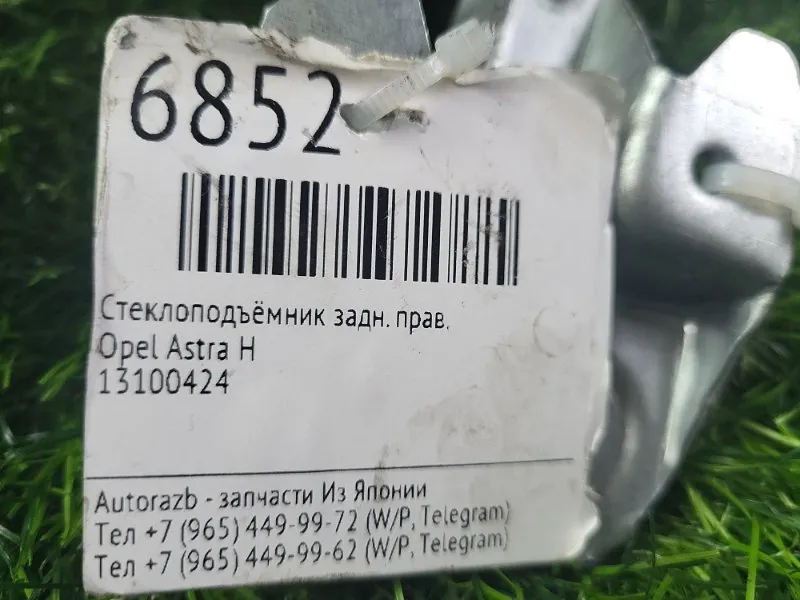 6852
Стеклоподъёмник задн. прав.
Opel Astra H
13100424
Autorazb - запчасти Из Японии
Тел +7 (965) 449-99-72 (W/P, Telegram)
Тел +7 (965) 449-99-62 (W/P, Telegram)